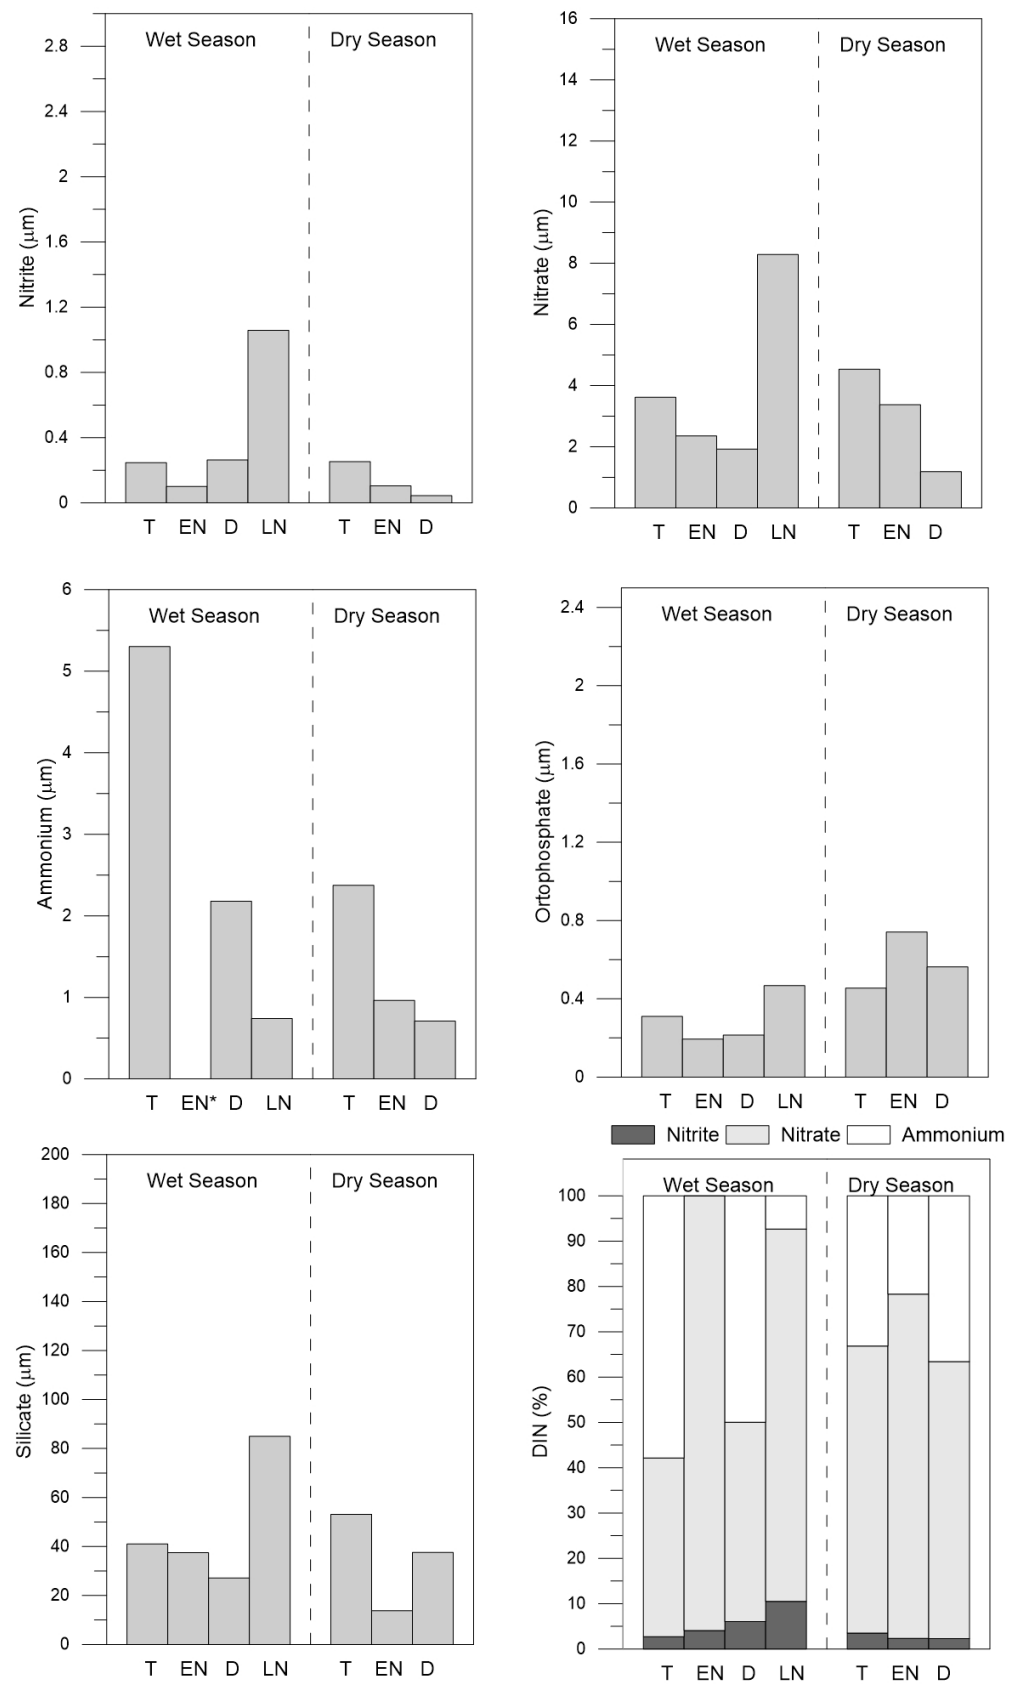 Wet Season Dry Season
2.8
2.4
2
1.6
1.2
0.8
0.4
0
Nitrite (μm)
T EN D LN T EN D
Wet Season Dry Season
16
14
12
10
8
6
4
2
0
Nitrate (μm)
T EN D LN T EN D
Wet Season Dry Season
6
5
4
3
2
1
0
Ammonium (μm)
T EN* D LN T EN D
Wet Season Dry Season
2.4
2
1.6
1.2
0.8
0.4
0
Ortophosphate (μm)
T EN D LN T EN D
Wet Season Dry Season
200
180
160
140
120
100
80
60
40
20
0
Silicate (μm)
T EN D LN T EN D
Nitrite Nitrate Ammonium
Wet Season Dry Season
100
90
80
70
60
50
40
30
20
10
0
DIN (%)
T EN D LN T EN D